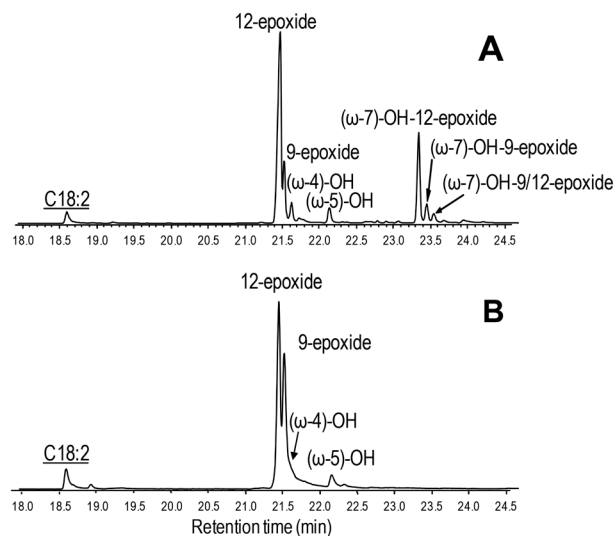 12-epoxide
A
(ω-7)-OH-12-epoxide
9-epoxide
(ω-7)-OH-9-epoxide
(ω-4)-OH
(ω-7)-OH-9/12-epoxide
C18:2
(ω-5)-OH
18.0 18.5 19.0 19.5 20.0 20.5 21.0 21.5 22.0 22.5 23.0 23.5 24.0 24.5
12-epoxide
B
9-epoxide
(ω-4)-OH
C18:2
(ω-5)-OH
18.0 18.5 19.0 19.5 20.0 20.5 21.0 21.5 22.0 22.5 23.0 23.5 24.0 24.5
Retention time (min)